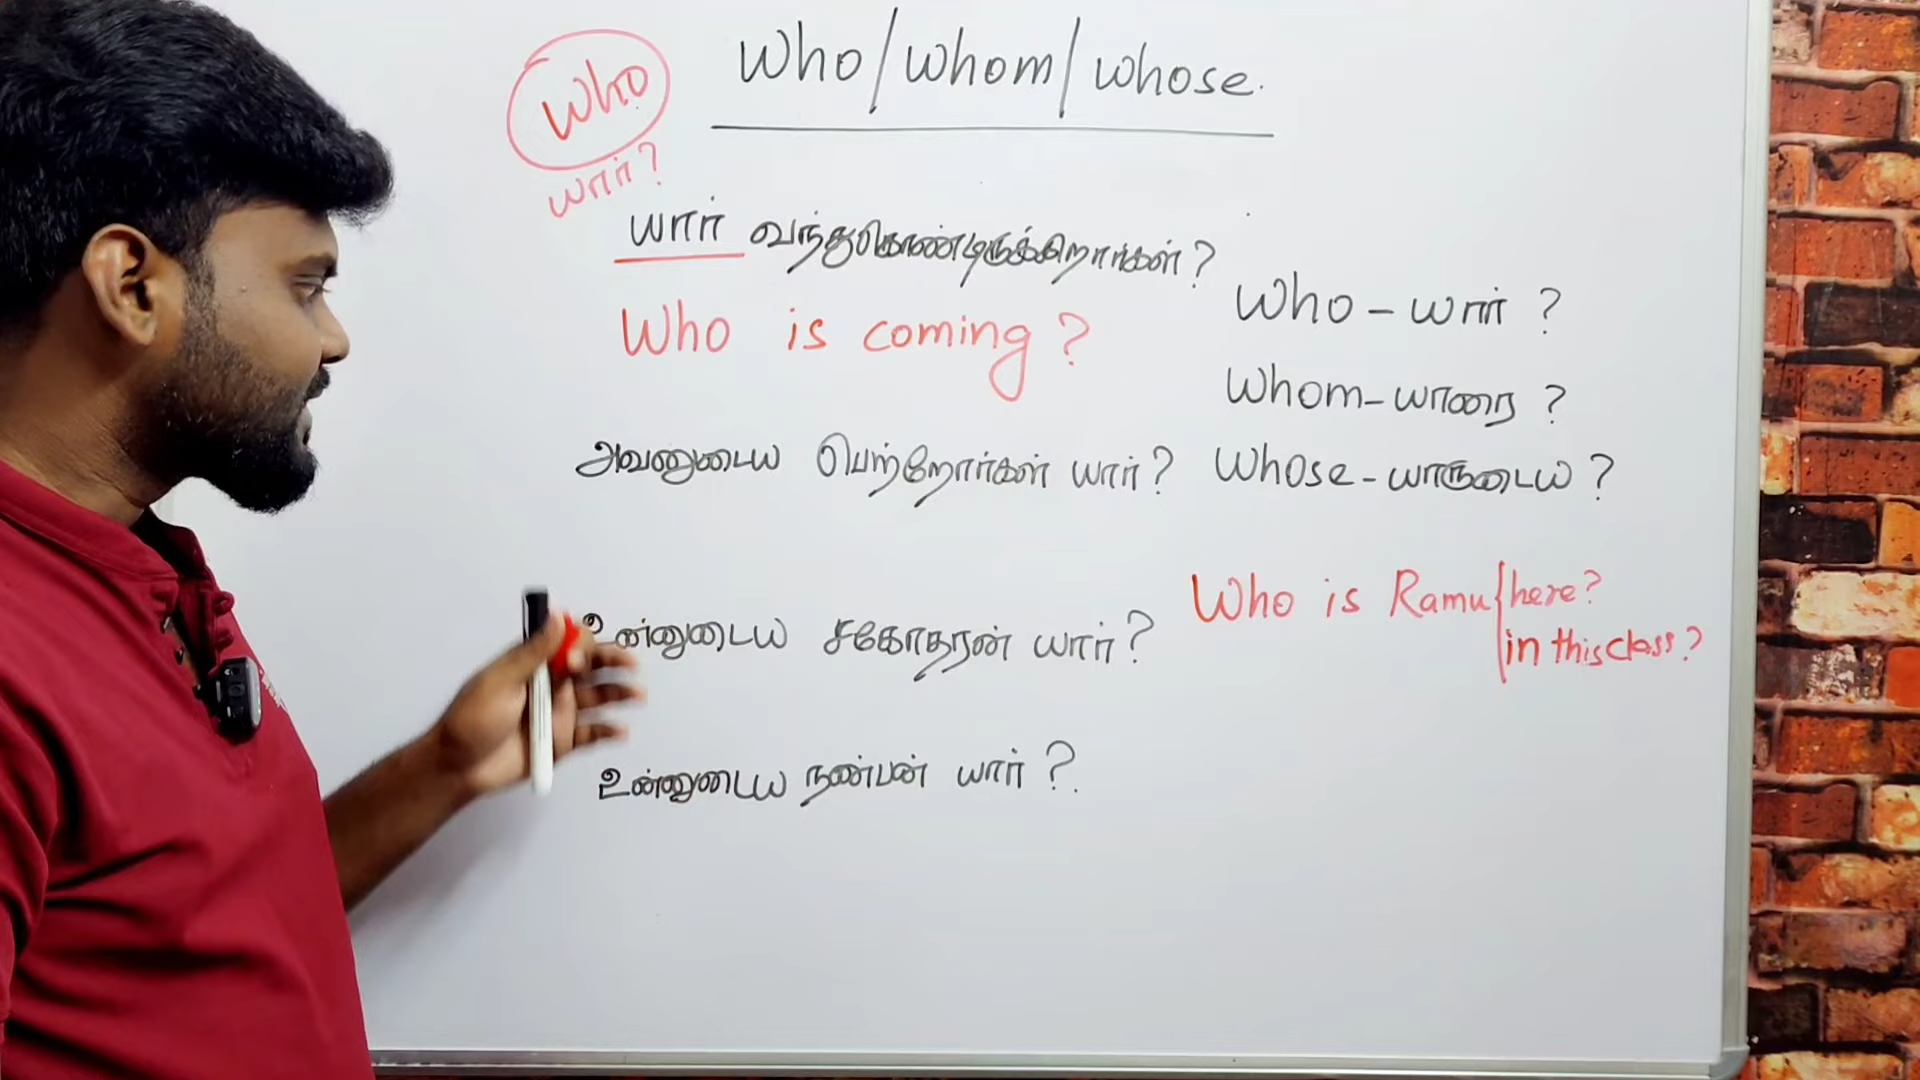 who/whom/whose.
who
யார்?
யார் வந்துகொண்டிருக்கிறார்கள்?
Who is coming?
who – யார்?
whom – யாரை?
அவனுடைய பெற்றோர்கள் யார்?
whose – யாருடைய?
Who is Ramu { here?
in this class?
உன்னுடைய சகோதரன் யார்?
உன்னுடைய நண்பன் யார்?